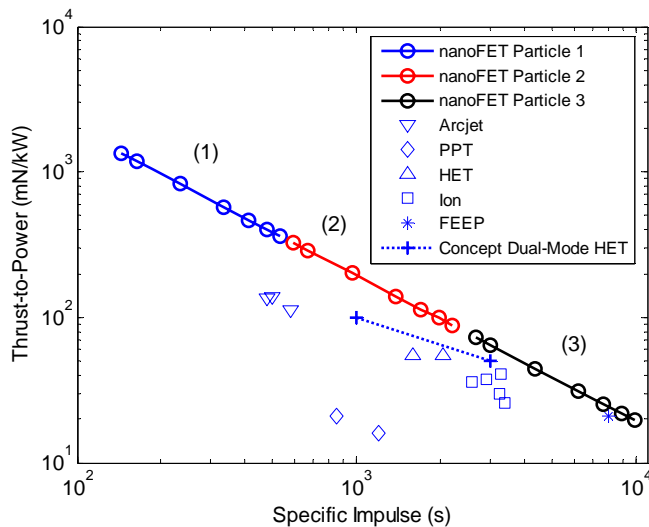 10^4
10^3
10^2
10^1
Thrust-to-Power (mN/kW)
nanoFET Particle 1
nanoFET Particle 2
nanoFET Particle 3
Arcjet
PPT
HET
Ion
FEEP
Concept Dual-Mode HET
(1)
(2)
(3)
10^2 10^3 10^4
Specific Impulse (s)